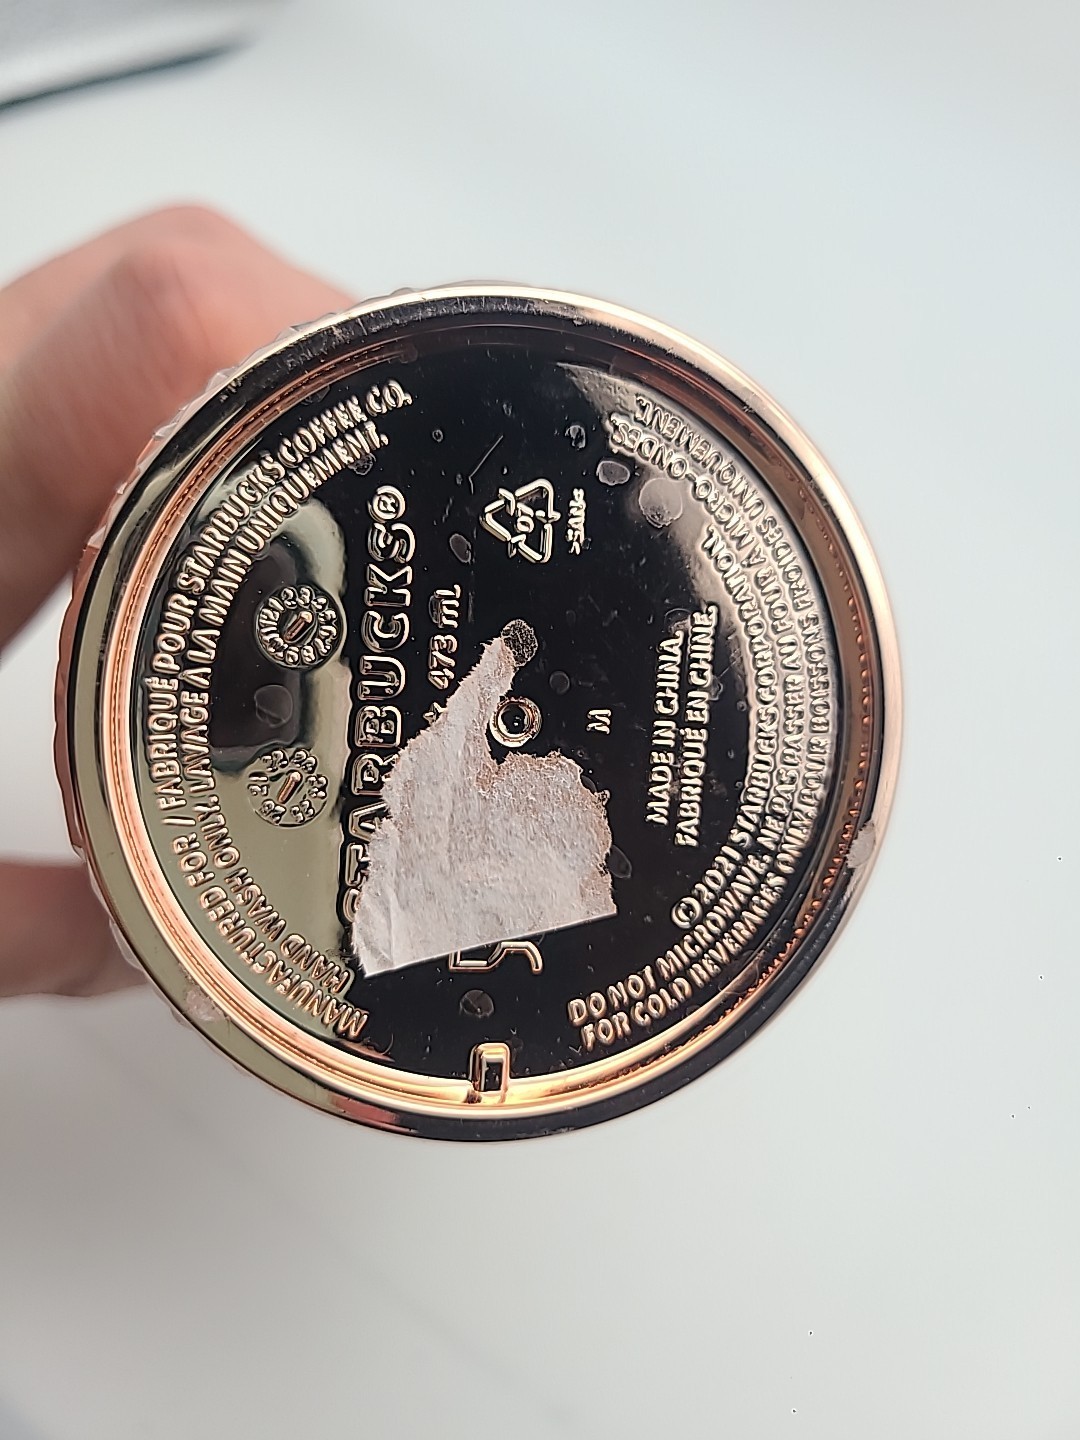 MANUFACTURED FOR / FABRIQUÉ POUR STARBUCKS COFFEE CO.
HAND WASH ONLY. LAVAGE À LA MAIN UNIQUEMENT.
STARBUCKS®
473 mL
07
>SAN<
M
MADE IN CHINA.
FABRIQUÉ EN CHINE.
©2021 STARBUCKS CORPORATION.
DO NOT MICROWAVE. NE PAS PASSER AU FOUR À MICRO-ONDES.
FOR COLD BEVERAGES ONLY/POUR BOISSONS FROIDES UNIQUEMENT.